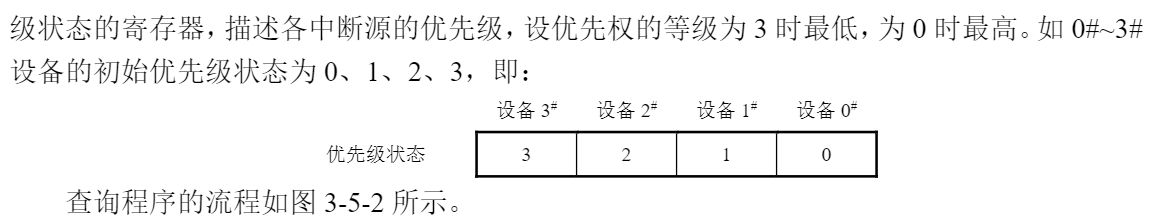 级状态的寄存器，描述各中断源的优先级，设优先权的等级为 3 时最低，为 0 时最高。如 0#~3#
设备的初始优先级状态为 0、1、2、3，即：
设备 3# 设备 2# 设备 1# 设备 0#
优先级状态 3 2 1 0
查询程序的流程如图 3-5-2 所示。